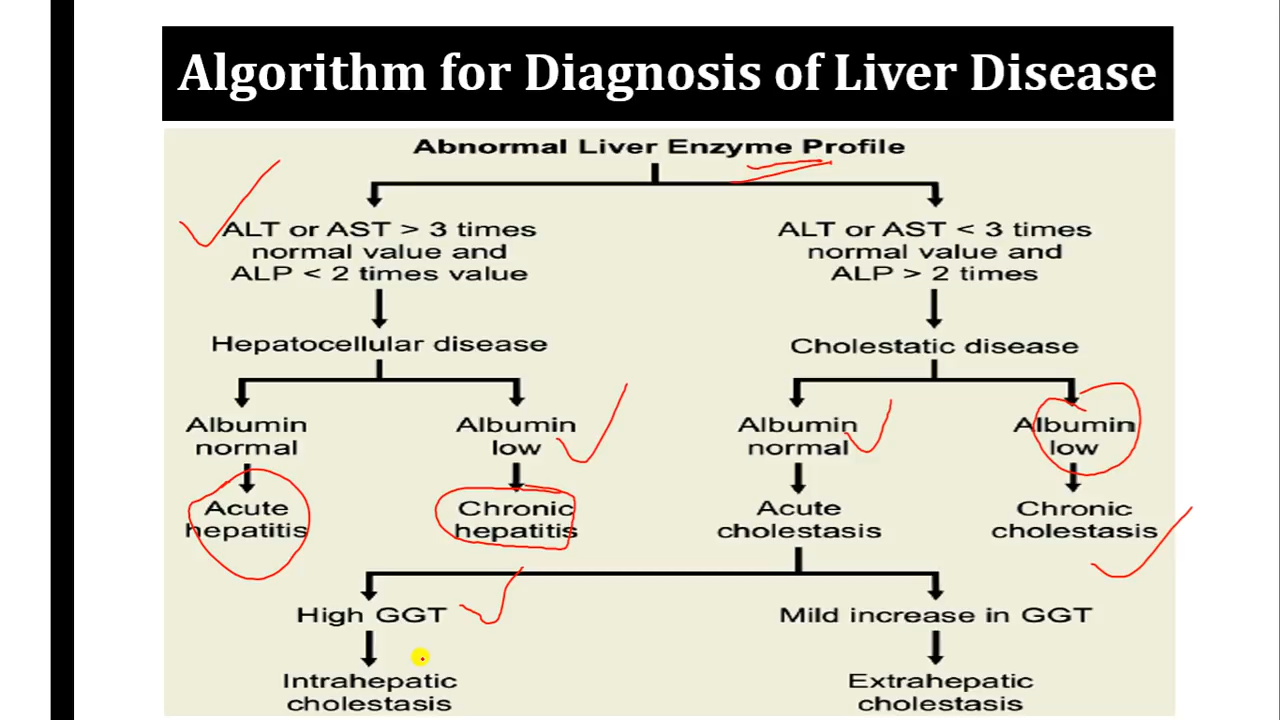 Algorithm for Diagnosis of Liver Disease
Abnormal Liver Enzyme Profile
ALT or AST > 3 times
normal value and
ALP < 2 times value
ALT or AST < 3 times
normal value and
ALP > 2 times
Hepatocellular disease
Cholestatic disease
Albumin
normal
Albumin
low
Albumin
normal
Albumin
low
Acute
hepatitis
Chronic
hepatitis
Acute
cholestasis
Chronic
cholestasis
High GGT
Mild increase in GGT
Intrahepatic
cholestasis
Extrahepatic
cholestasis